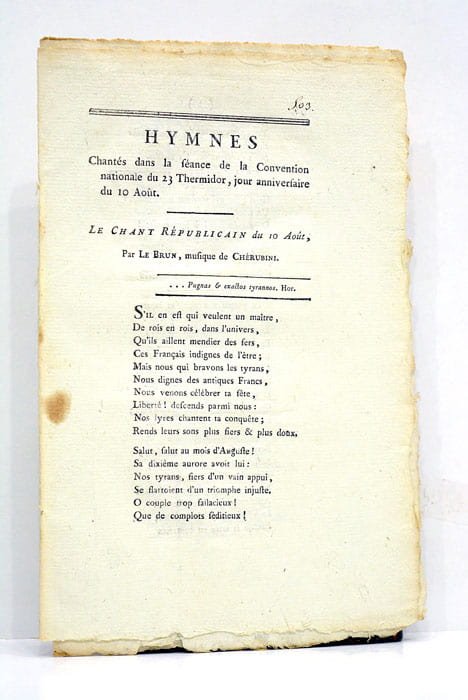 803.
HYMNES
Chantés dans la ſéance de la Convention
nationale du 23 Thermidor, jour anniverſaire
du 10 Août.
LE CHANT RÉPUBLICAIN du 10 Août,
Par LE BRUN, muſique de CHÉRUBINI.
... Pugnas & exactos tyrannos. Hor.
S'IL en eſt qui veulent un maître,
De rois en rois, dans l'univers,
Qu'ils aillent mendier des fers,
Ces Français indignes de l'être;
Mais nous qui bravons les tyrans,
Nous dignes des antiques Francs,
Nous venons célébrer ta fête,
Liberté! deſcends parmi nous:
Nos lyres chantent ta conquête;
Rends leurs ſons plus fiers & plus doux.
Salut, ſalut au mois d'Auguſte!
Sa dixième aurore avoit lui:
Nos tyrans, fiers d'un vain appui,
Se flattoient d'un triomphe injuſte.
O couple trop fallacieux!
Que de complots ſéditieux!